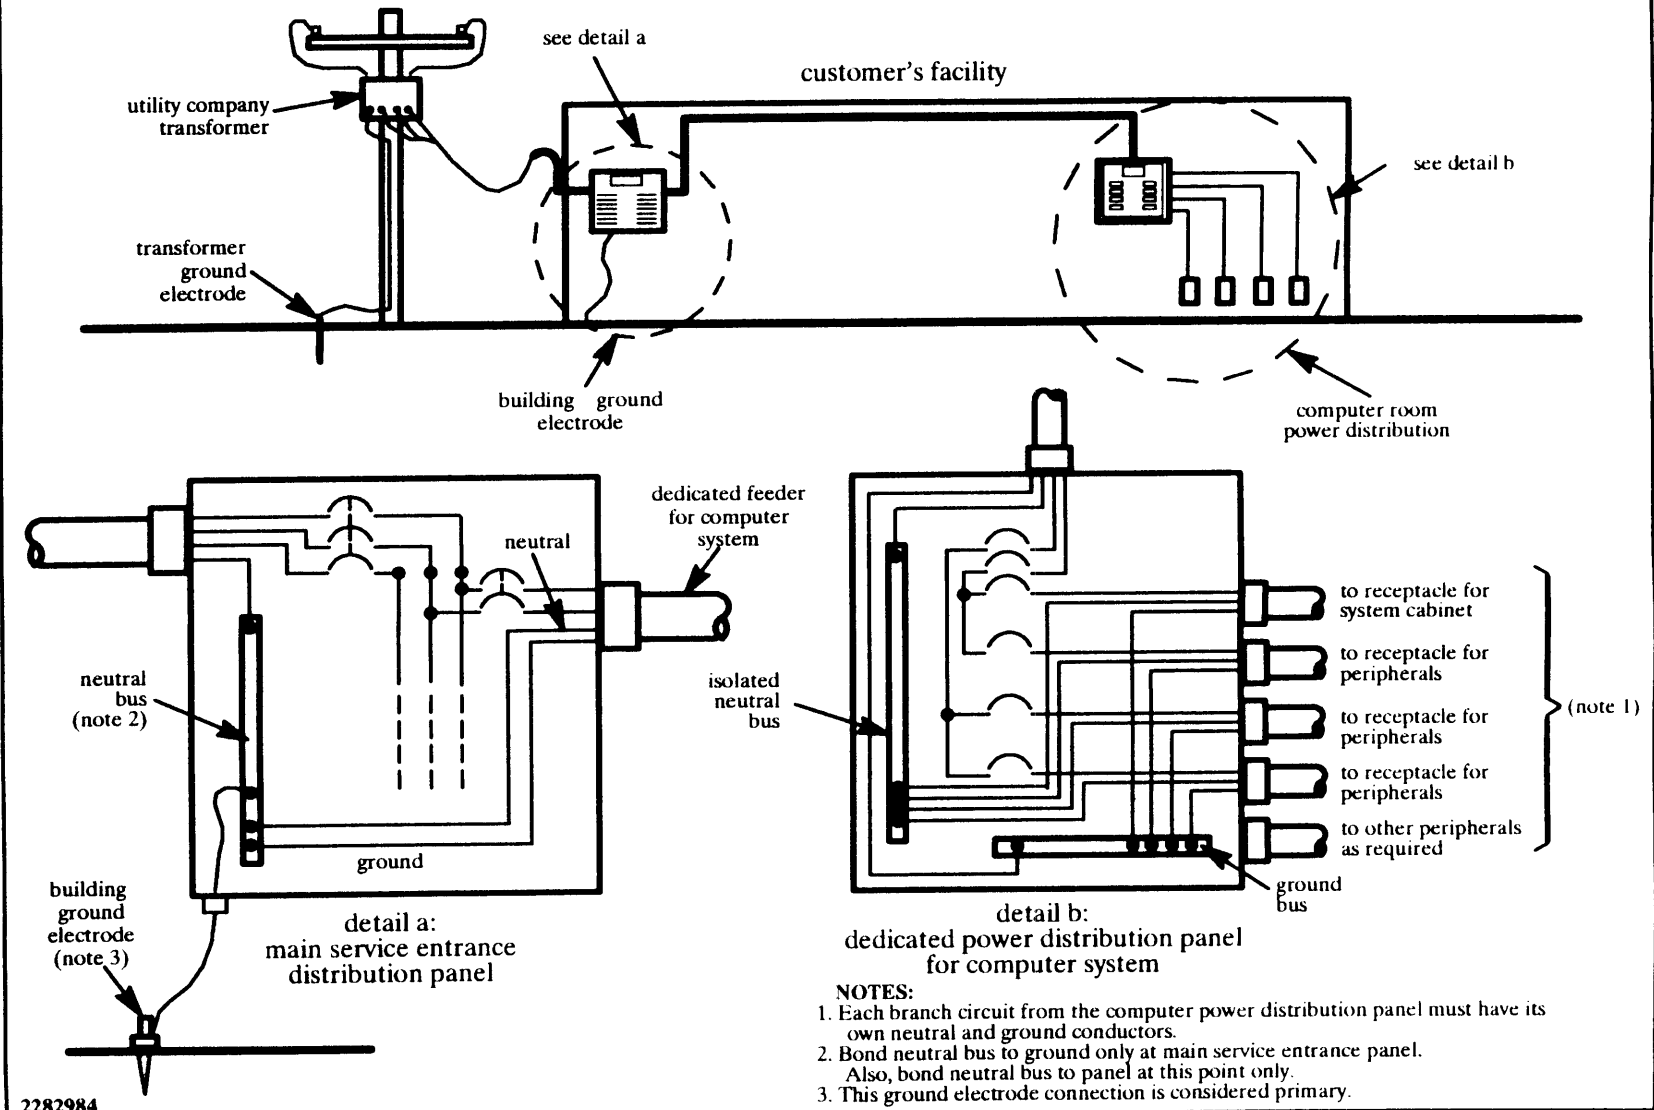 see detail a
customer's facility
utility company
transformer
see detail b
transformer
ground
electrode
building ground
electrode
computer room
power distribution
dedicated feeder
for computer
system
neutral
neutral
bus
(note 2)
ground
building
ground
electrode
(note 3)
detail a:
main service entrance
distribution panel
isolated
neutral
bus
to receptacle for
system cabinet
to receptacle for
peripherals
to receptacle for
peripherals
to receptacle for
peripherals
to other peripherals
as required
(note 1)
ground
bus
detail b:
dedicated power distribution panel
for computer system
NOTES:
1. Each branch circuit from the computer power distribution panel must have its
own neutral and ground conductors.
2. Bond neutral bus to ground only at main service entrance panel.
Also, bond neutral bus to panel at this point only.
3. This ground electrode connection is considered primary.
2282984